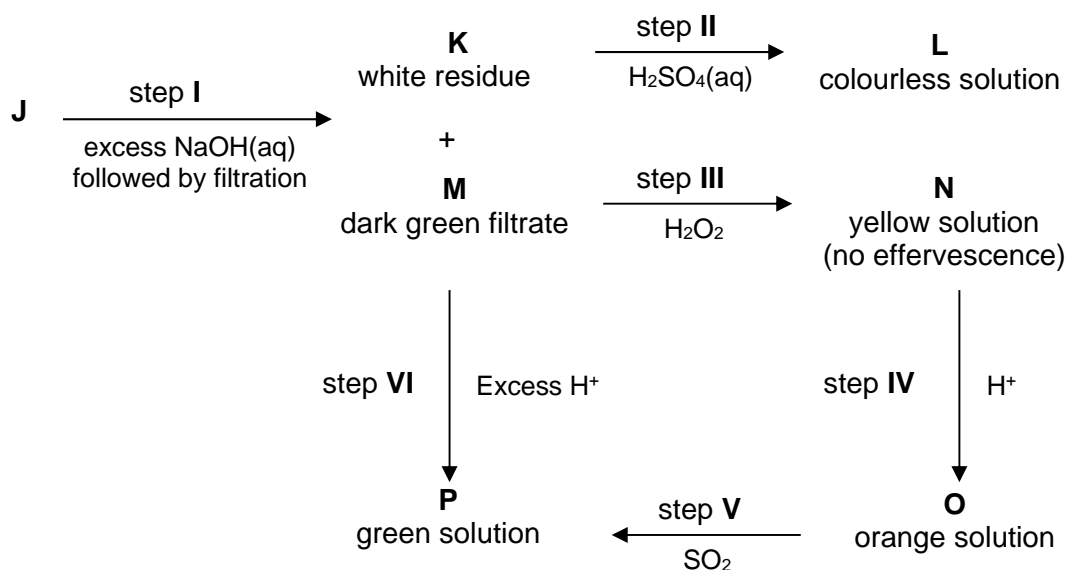 K
white residue
step II
H₂SO₄(aq)
L
colourless solution
J
step I
excess NaOH(aq)
followed by filtration
+
M
dark green filtrate
step III
H₂O₂
N
yellow solution
(no effervescence)
step VI
Excess H⁺
step IV
H⁺
P
green solution
step V
SO₂
O
orange solution